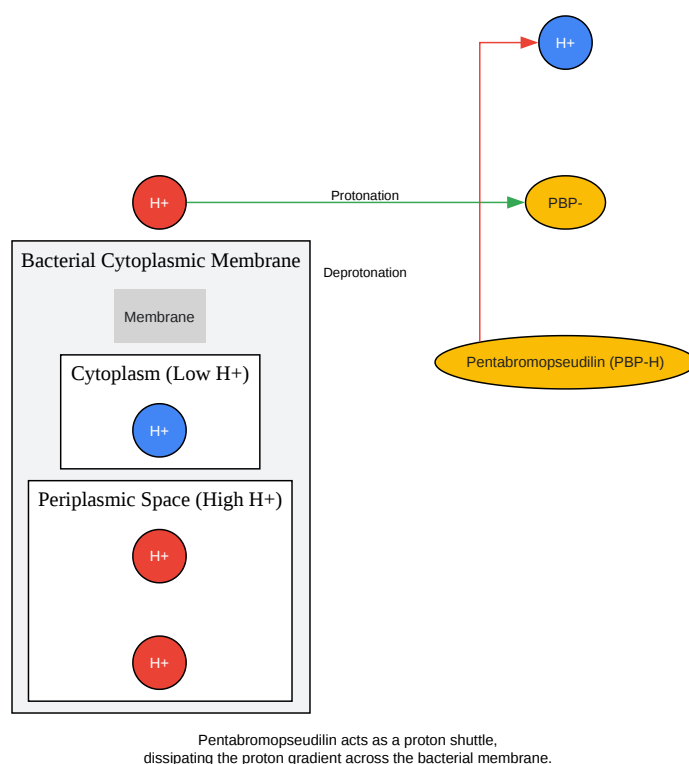 H+
H+
Protonation
PBP-
Bacterial Cytoplasmic Membrane
Deprotonation
Membrane
Pentabromopseudilin (PBP-H)
Cytoplasm (Low H+)
H+
Periplasmic Space (High H+)
H+
H+
Pentabromopseudilin acts as a proton shuttle,
dissipating the proton gradient across the bacterial membrane.